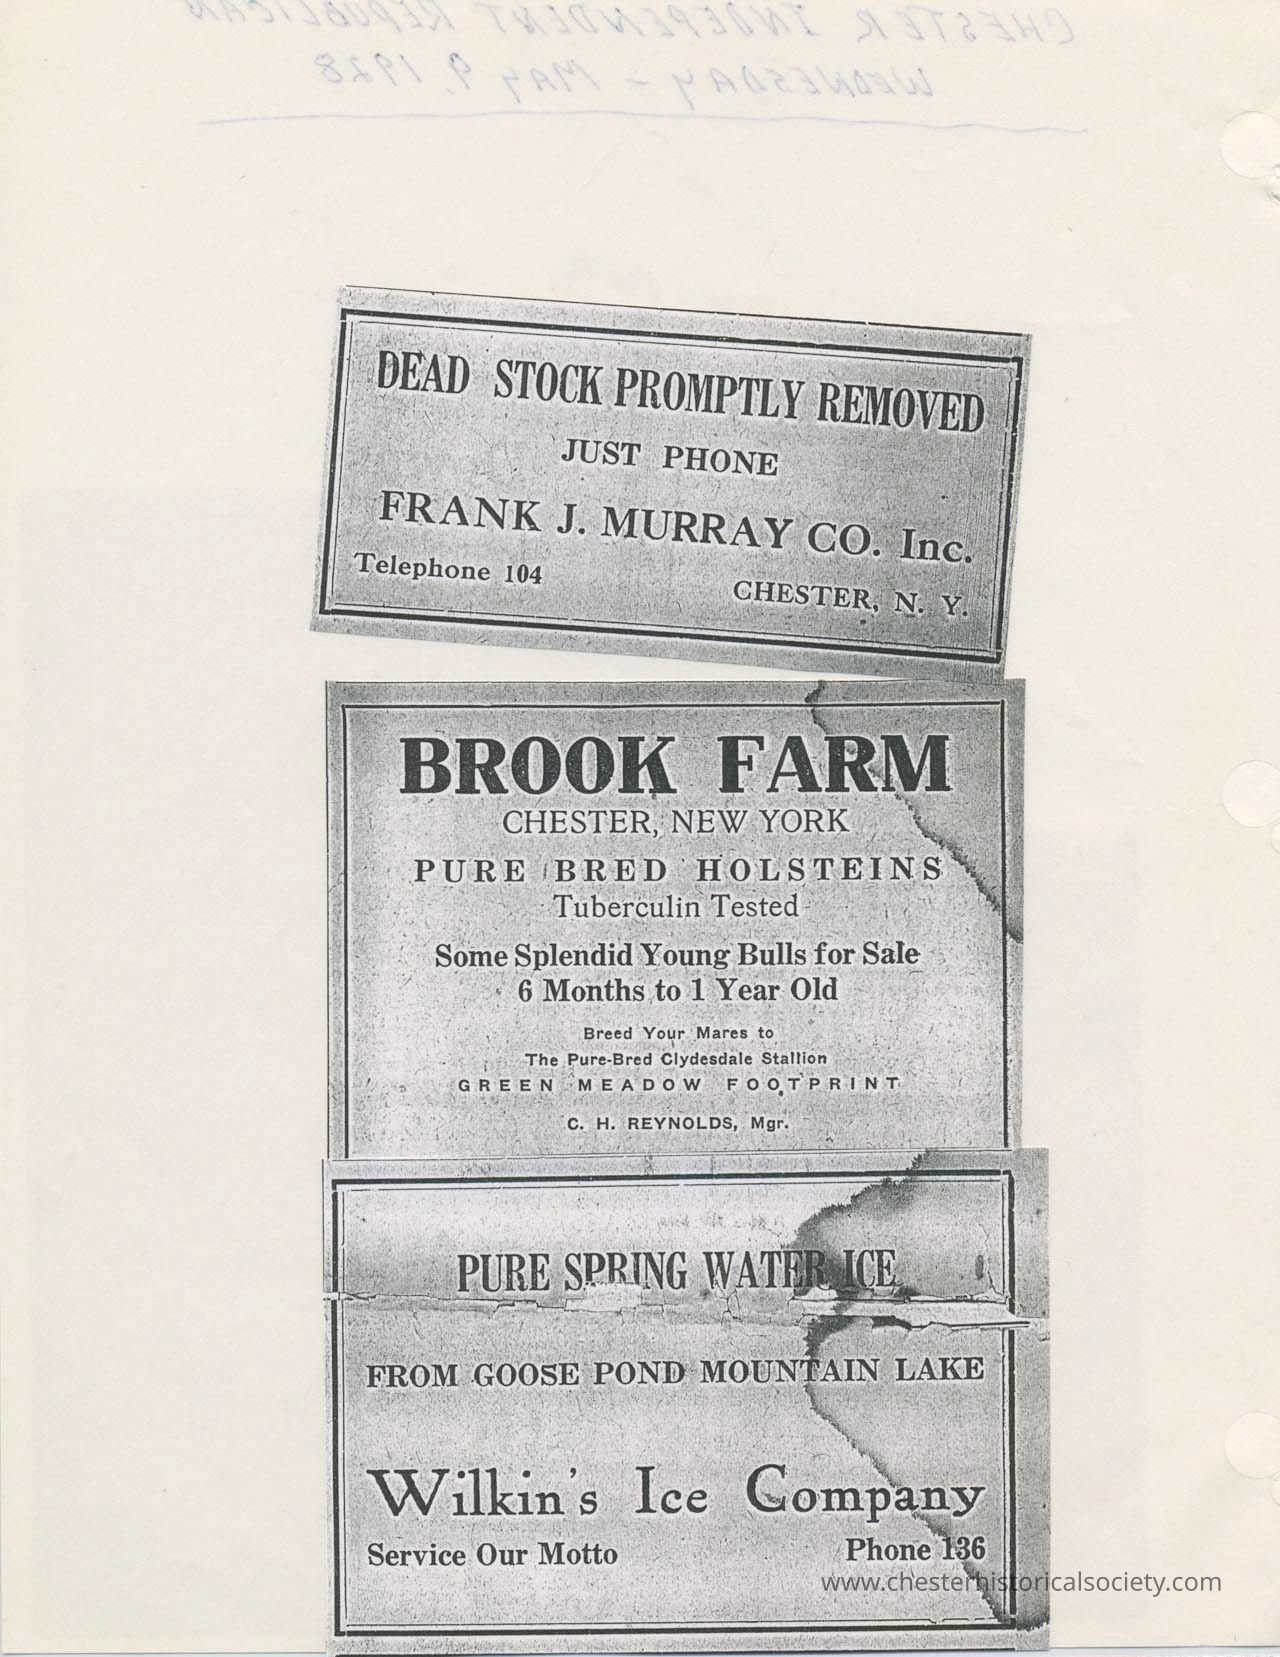 CHESTER INDEPENDENT REPUBLICAN
WEDNESDAY - MAY 9, 1928
DEAD STOCK PROMPTLY REMOVED
JUST PHONE
FRANK J. MURRAY CO. Inc.
Telephone 104
CHESTER, N. Y.
BROOK FARM
CHESTER, NEW YORK
PURE BRED HOLSTEINS
Tuberculin Tested
Some Splendid Young Bulls for Sale
6 Months to 1 Year Old
Breed Your Mares to
The Pure-Bred Clydesdale Stallion
GREEN MEADOW FOOTPRINT
C. H. REYNOLDS, Mgr.
PURE SPRING WATER ICE
FROM GOOSE POND MOUNTAIN LAKE
Wilkin's Ice Company
Service Our Motto
Phone 136
www.chesterhistoricalsociety.com